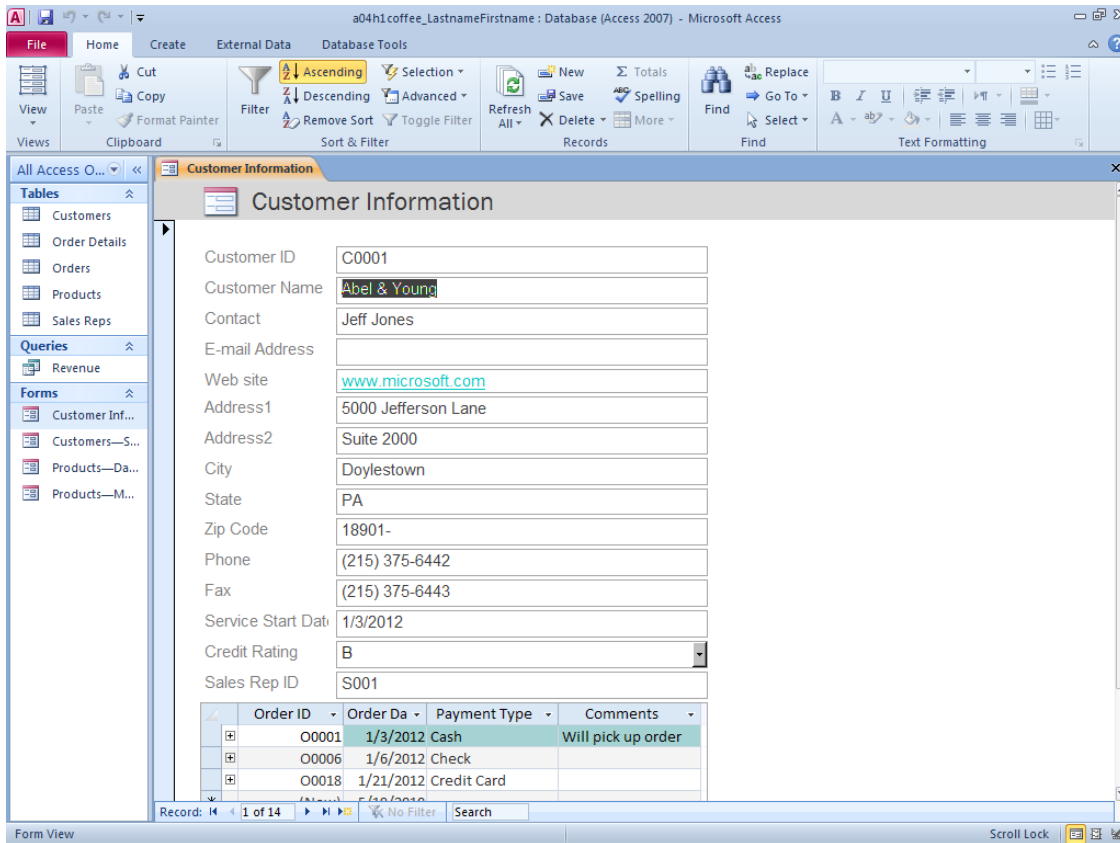 a04h1coffee_LastnameFirstname : Database (Access 2007) - Microsoft Access
File Home Create External Data Database Tools
View
Paste
Cut
Copy
Format Painter
Filter
Ascending
Descending
Remove Sort
Selection
Advanced
Toggle Filter
Refresh All
New
Save
Delete
Totals
Spelling
More
Find
Replace
Go To
Select
Views Clipboard Sort & Filter Records Find Text Formatting
All Access O...
Tables
Customers
Order Details
Orders
Products
Sales Reps
Queries
Revenue
Forms
Customer Inf...
Customers—S...
Products—Da...
Products—M...
Customer Information
Customer Information
Customer ID C0001
Customer Name Abel & Young
Contact Jeff Jones
E-mail Address
Web site www.microsoft.com
Address1 5000 Jefferson Lane
Address2 Suite 2000
City Doylestown
State PA
Zip Code 18901-
Phone (215) 375-6442
Fax (215) 375-6443
Service Start Dat 1/3/2012
Credit Rating B
Sales Rep ID S001
Order ID Order Da Payment Type Comments
O0001 1/3/2012 Cash Will pick up order
O0006 1/6/2012 Check
O0018 1/21/2012 Credit Card
Record: 1 of 14 No Filter Search
Form View Scroll Lock